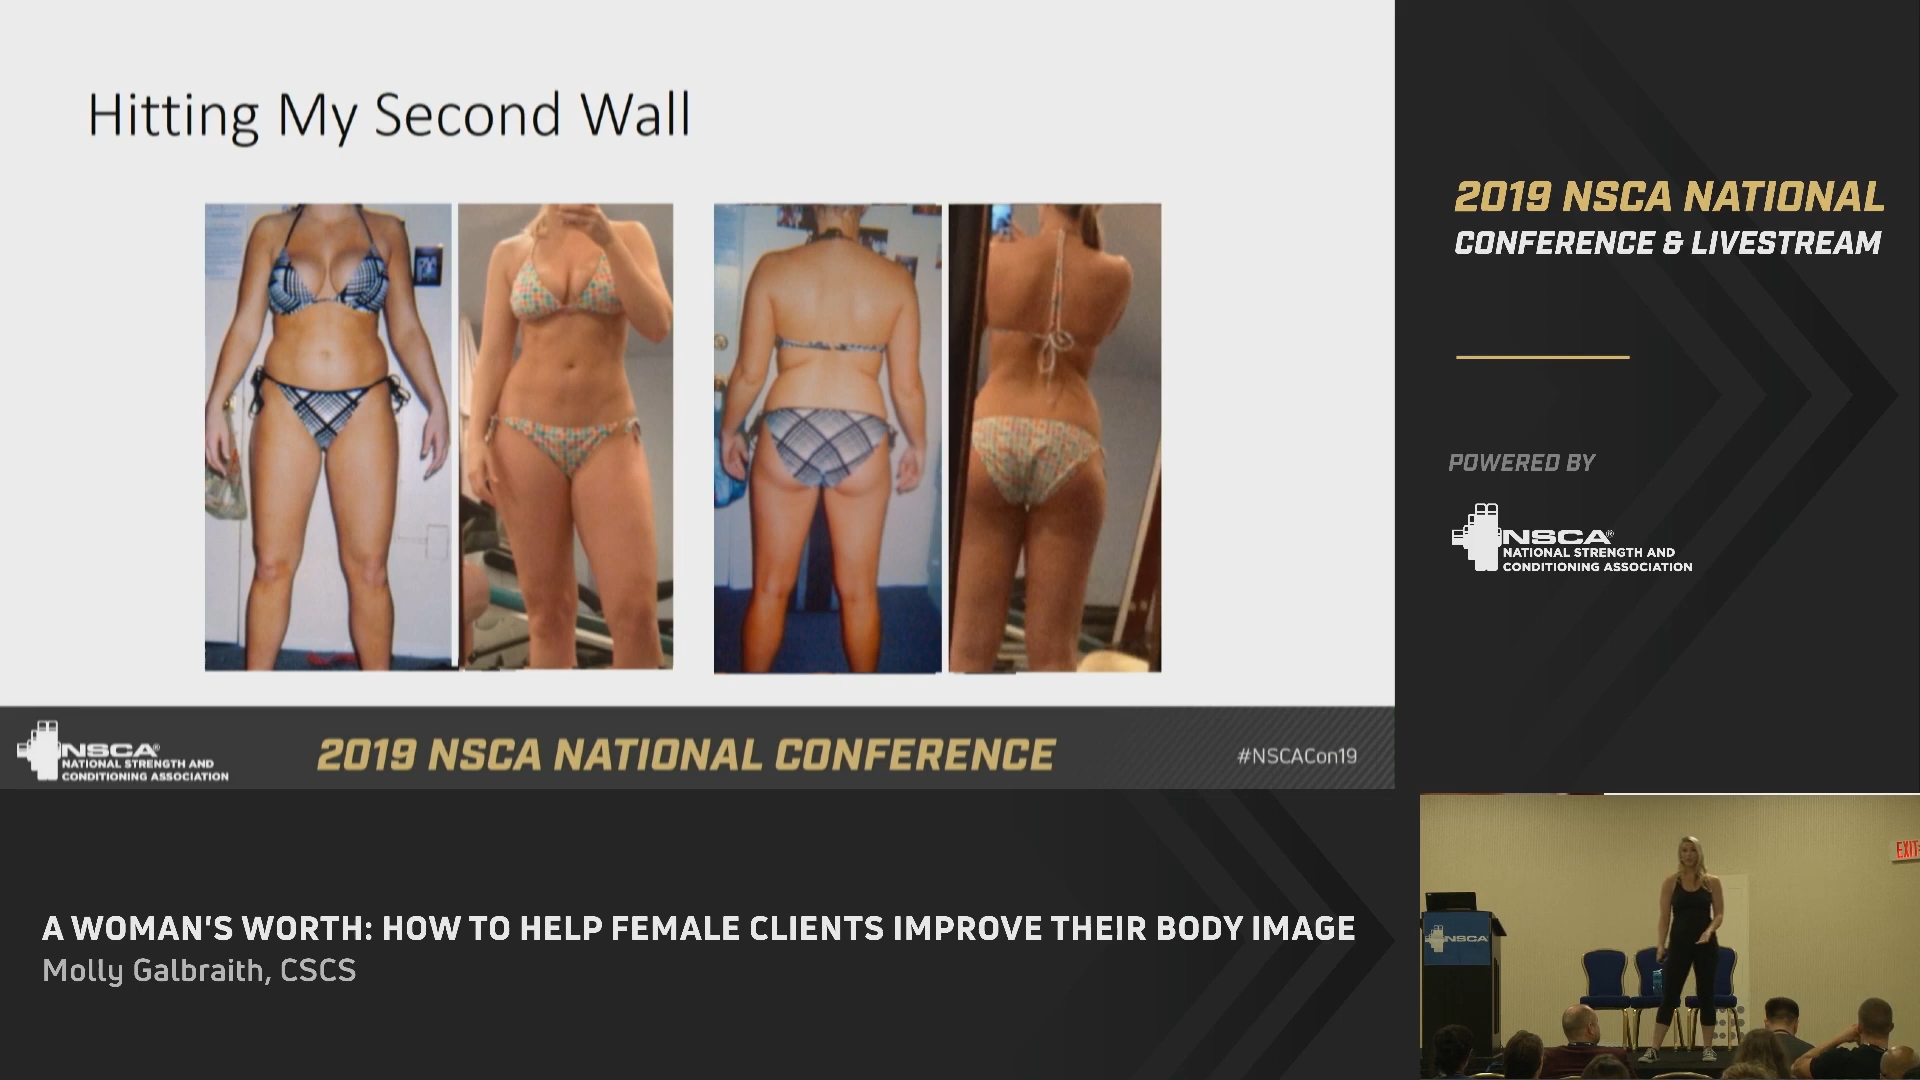 Hitting My Second Wall
2019 NSCA NATIONAL
CONFERENCE & LIVESTREAM
POWERED BY
NSCA®
NATIONAL STRENGTH AND
CONDITIONING ASSOCIATION
NSCA®
NATIONAL STRENGTH AND
CONDITIONING ASSOCIATION
2019 NSCA NATIONAL CONFERENCE
#NSCACon19
A WOMAN'S WORTH: HOW TO HELP FEMALE CLIENTS IMPROVE THEIR BODY IMAGE
Molly Galbraith, CSCS
EXIT
NSCA